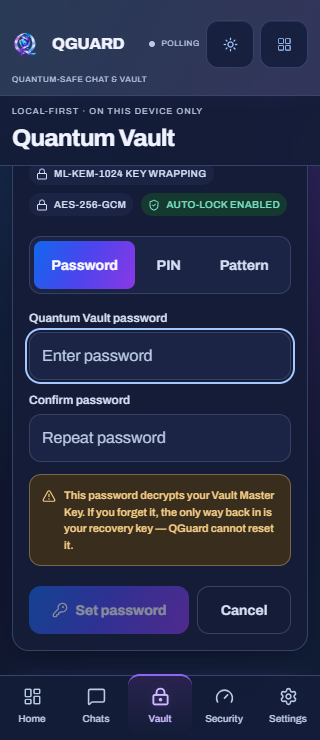 QGUARD
POLLING
QUANTUM-SAFE CHAT & VAULT
LOCAL-FIRST · ON THIS DEVICE ONLY
Quantum Vault
ML-KEM-1024 KEY WRAPPING
AES-256-GCM
AUTO-LOCK ENABLED
Password
PIN
Pattern
Quantum Vault password
Enter password
Confirm password
Repeat password
This password decrypts your Vault Master
Key. If you forget it, the only way back in is
your recovery key — QGuard cannot reset
it.
Set password
Cancel
Home
Chats
Vault
Security
Settings